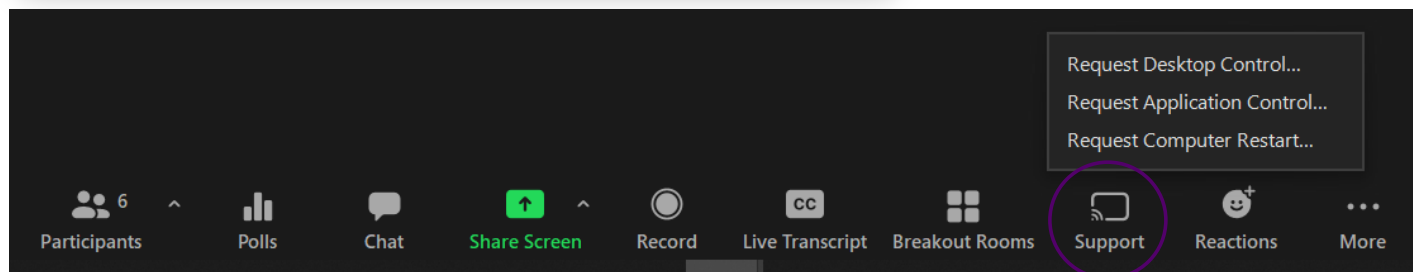 Request Desktop Control...
Request Application Control...
Request Computer Restart...
6
CC
Participants Polls Chat Share Screen Record Live Transcript Breakout Rooms Support Reactions More